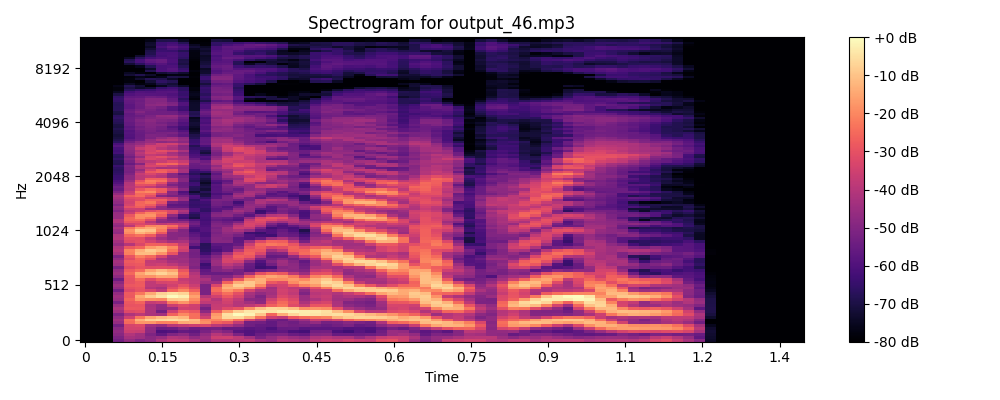 Spectrogram for output_46.mp3
Hz
8192
4096
2048
1024
512
0
0 0.15 0.3 0.45 0.6 0.75 0.9 1.1 1.2 1.4
Time
+0 dB
-10 dB
-20 dB
-30 dB
-40 dB
-50 dB
-60 dB
-70 dB
-80 dB